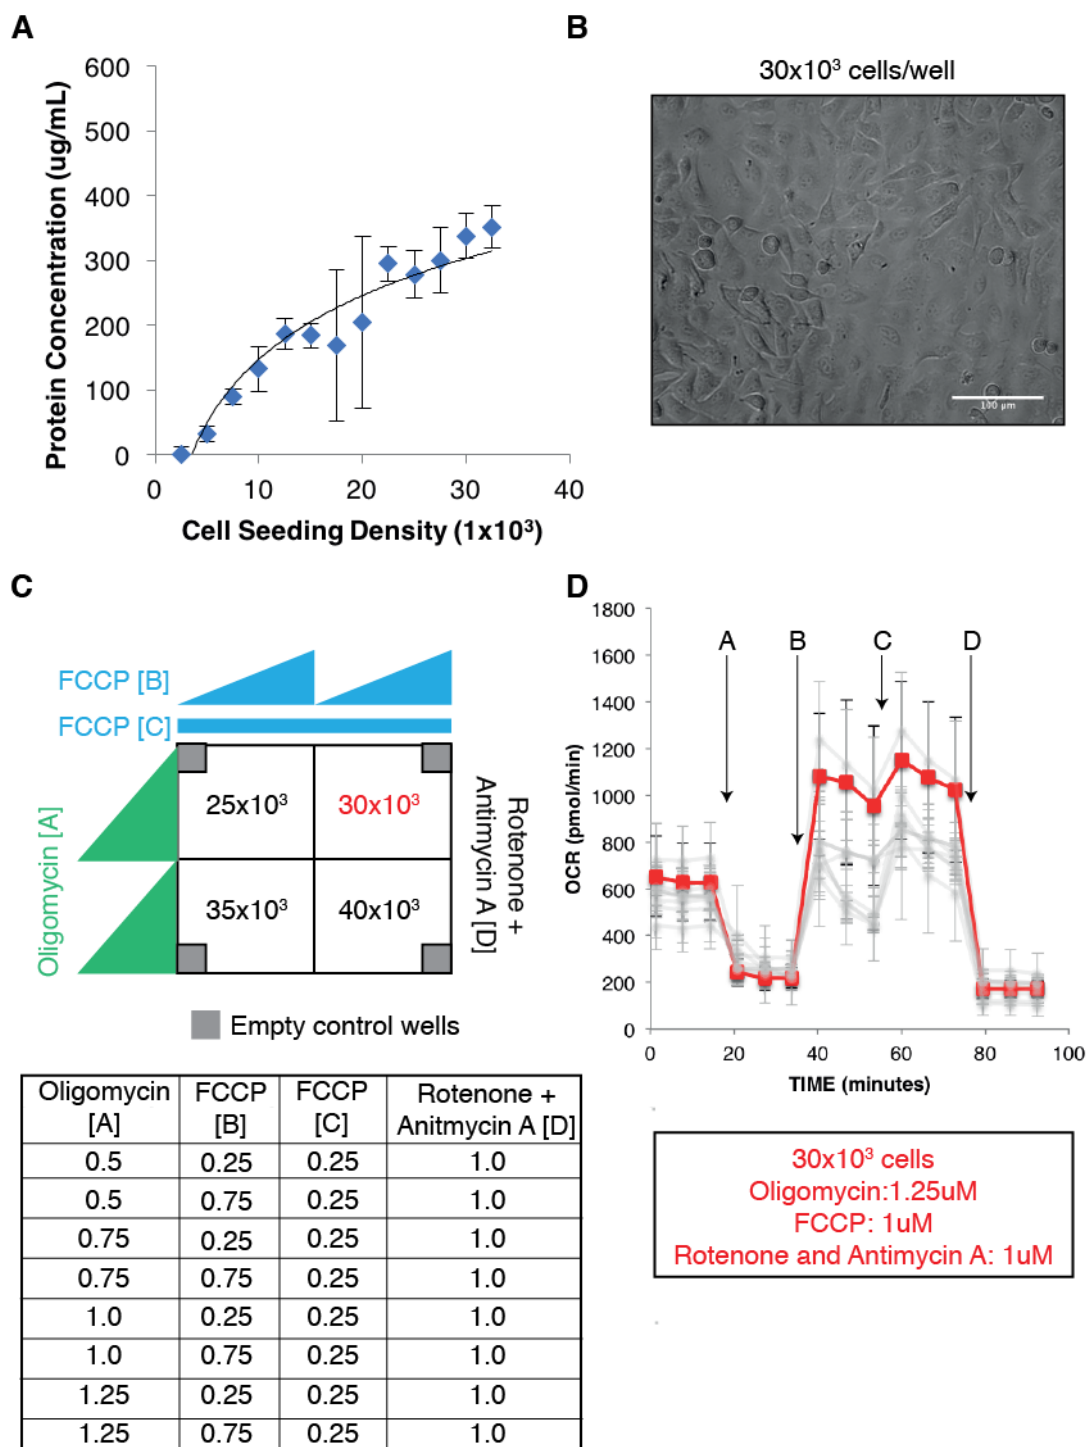 A
600
500
400
300
200
100
0
0 10 20 30 40
Protein Concentration (ug/mL)
Cell Seeding Density (1x10³)
B
30x10³ cells/well
100 µm
C
FCCP [B]
FCCP [C]
Oligomycin [A]
25x10³ 30x10³
35x10³ 40x10³
Rotenone +
Antimycin A [D]
Empty control wells
Oligomycin [A] FCCP [B] FCCP [C] Rotenone + Anitmycin A [D]
0.5 0.25 0.25 1.0
0.5 0.75 0.25 1.0
0.75 0.25 0.25 1.0
0.75 0.75 0.25 1.0
1.0 0.25 0.25 1.0
1.0 0.75 0.25 1.0
1.25 0.25 0.25 1.0
1.25 0.75 0.25 1.0
D
1800
1600
1400
1200
1000
800
600
400
200
0
0 20 40 60 80 100
A B C D
OCR (pmol/min)
TIME (minutes)
30x10³ cells
Oligomycin:1.25uM
FCCP: 1uM
Rotenone and Antimycin A: 1uM